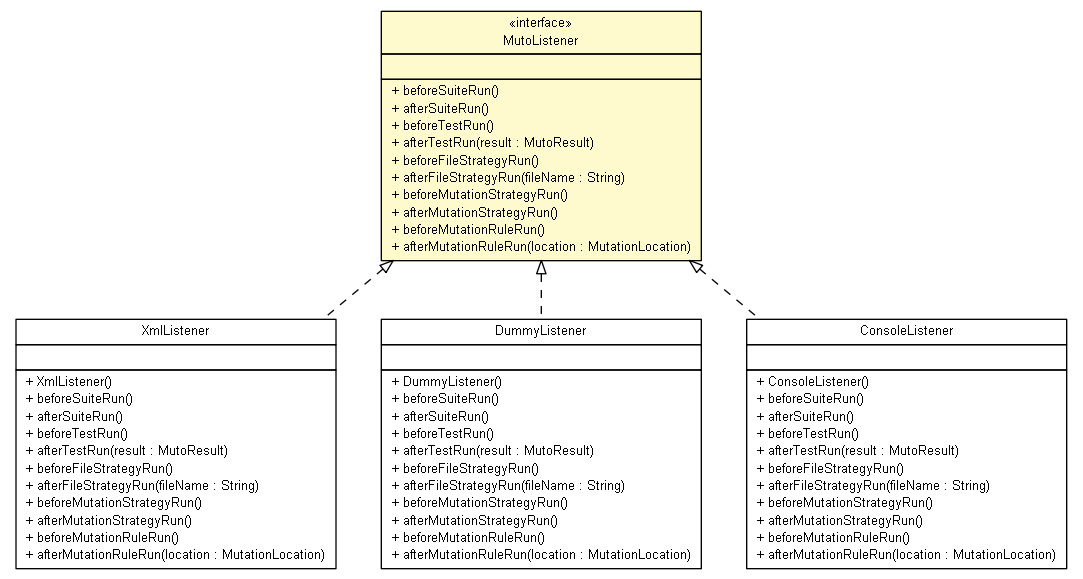 «interface»
MutoListener
+ beforeSuiteRun()
+ afterSuiteRun()
+ beforeTestRun()
+ afterTestRun(result : MutoResult)
+ beforeFileStrategyRun()
+ afterFileStrategyRun(fileName : String)
+ beforeMutationStrategyRun()
+ afterMutationStrategyRun()
+ beforeMutationRuleRun()
+ afterMutationRuleRun(location : MutationLocation)
XmlListener
+ XmlListener()
+ beforeSuiteRun()
+ afterSuiteRun()
+ beforeTestRun()
+ afterTestRun(result : MutoResult)
+ beforeFileStrategyRun()
+ afterFileStrategyRun(fileName : String)
+ beforeMutationStrategyRun()
+ afterMutationStrategyRun()
+ beforeMutationRuleRun()
+ afterMutationRuleRun(location : MutationLocation)
DummyListener
+ DummyListener()
+ beforeSuiteRun()
+ afterSuiteRun()
+ beforeTestRun()
+ afterTestRun(result : MutoResult)
+ beforeFileStrategyRun()
+ afterFileStrategyRun(fileName : String)
+ beforeMutationStrategyRun()
+ afterMutationStrategyRun()
+ beforeMutationRuleRun()
+ afterMutationRuleRun(location : MutationLocation)
ConsoleListener
+ ConsoleListener()
+ beforeSuiteRun()
+ afterSuiteRun()
+ beforeTestRun()
+ afterTestRun(result : MutoResult)
+ beforeFileStrategyRun()
+ afterFileStrategyRun(fileName : String)
+ beforeMutationStrategyRun()
+ afterMutationStrategyRun()
+ beforeMutationRuleRun()
+ afterMutationRuleRun(location : MutationLocation)